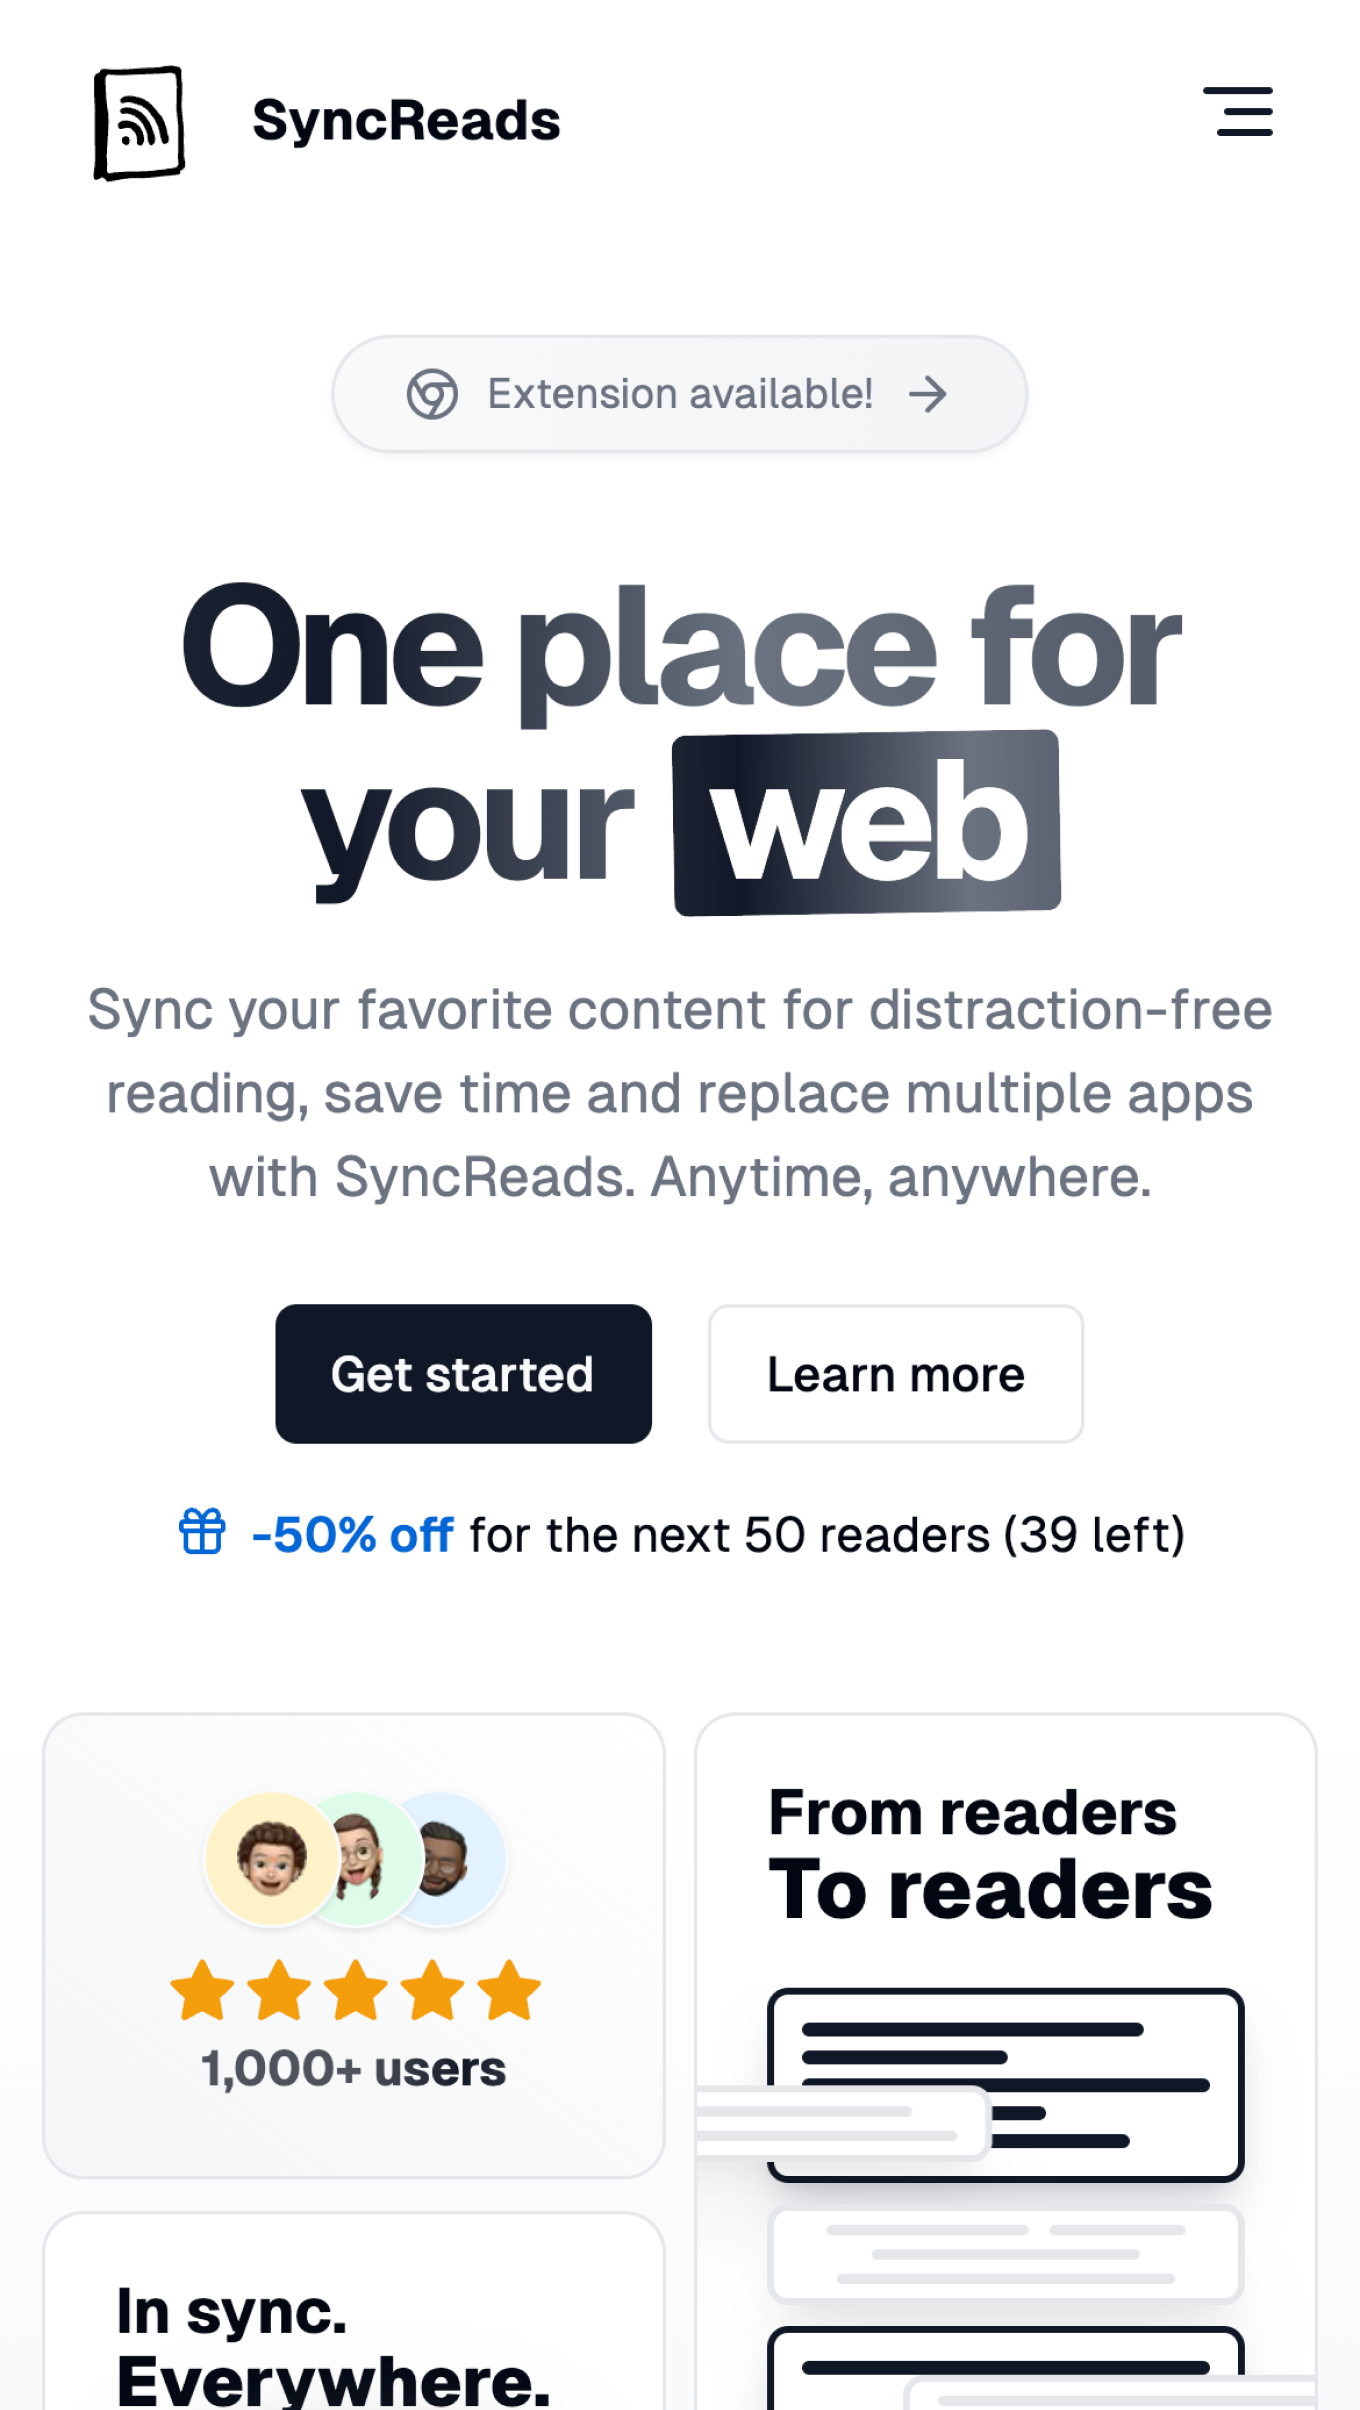 SyncReads
Extension available!
One place for
your web
Sync your favorite content for distraction-free
reading, save time and replace multiple apps
with SyncReads. Anytime, anywhere.
Get started
Learn more
-50% off for the next 50 readers (39 left)
1,000+ users
From readers
To readers
In sync.
Everywhere.